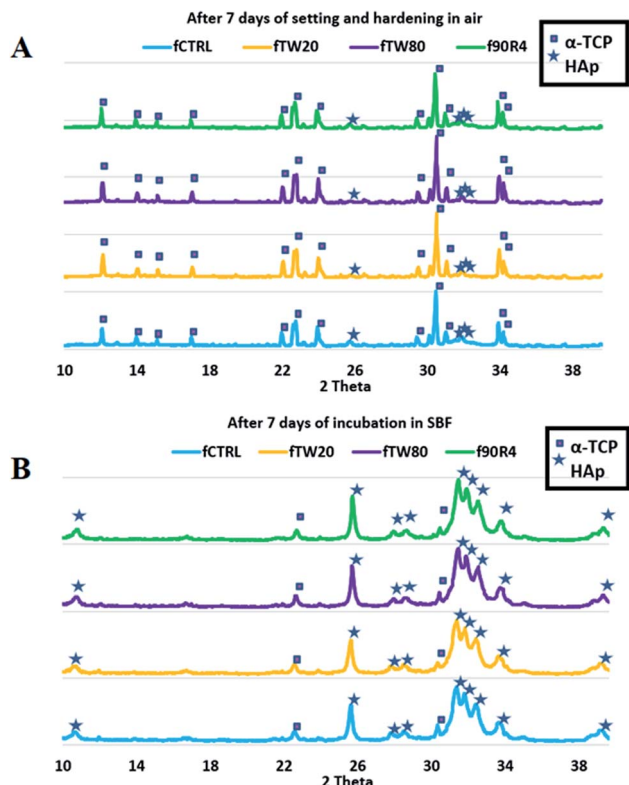 A
After 7 days of setting and hardening in air
fCTRL fTW20 fTW80 f90R4
α-TCP
HAp
10 14 18 22 26 30 34 38
2 Theta
B
After 7 days of incubation in SBF
fCTRL fTW20 fTW80 f90R4
α-TCP
HAp
10 14 18 22 26 30 34 38
2 Theta